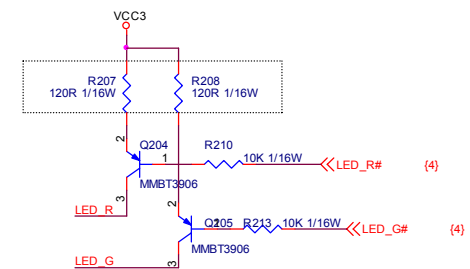 VCC3
R207
120R 1/16W
R208
120R 1/16W
2
Q204
1
R210
10K 1/16W
LED_R#
{4}
MMBT3906
3
LED_R
2
Q205
R213
10K 1/16W
LED_G#
{4}
MMBT3906
3
LED_G